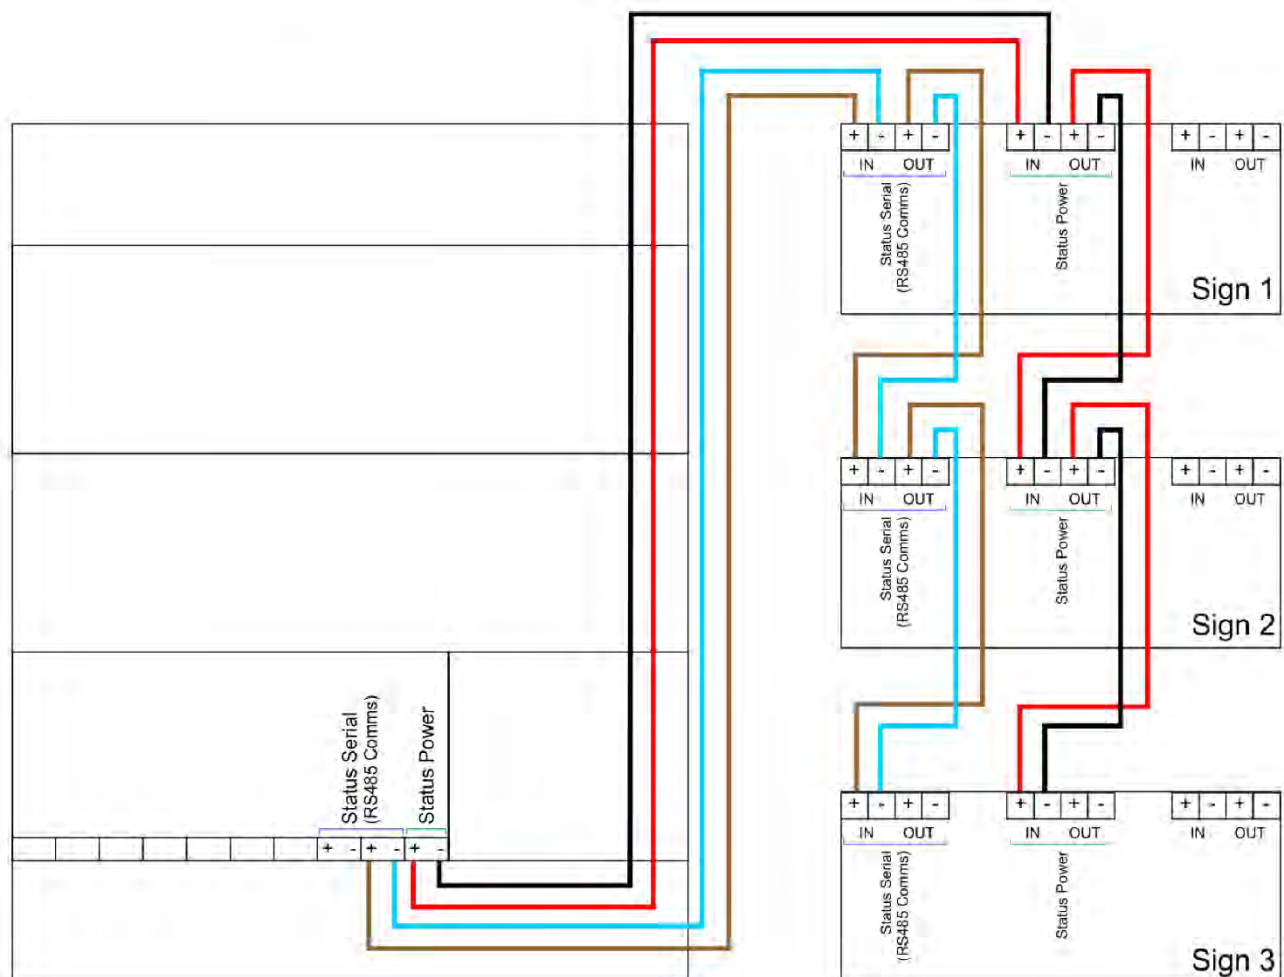 + - + -
+ - + -
+ - + -
IN OUT
IN OUT
IN OUT
Status Serial
(RS485 Comms)
Status Power
Sign 1
+ - + -
+ - + -
+ - + -
IN OUT
IN OUT
IN OUT
Status Serial
(RS485 Comms)
Status Power
Sign 2
Status Serial
(RS485 Comms)
Status Power
+ - + - + -
+ - + -
+ - + -
+ - + -
IN OUT
IN OUT
IN OUT
Status Serial
(RS485 Comms)
Status Power
Sign 3